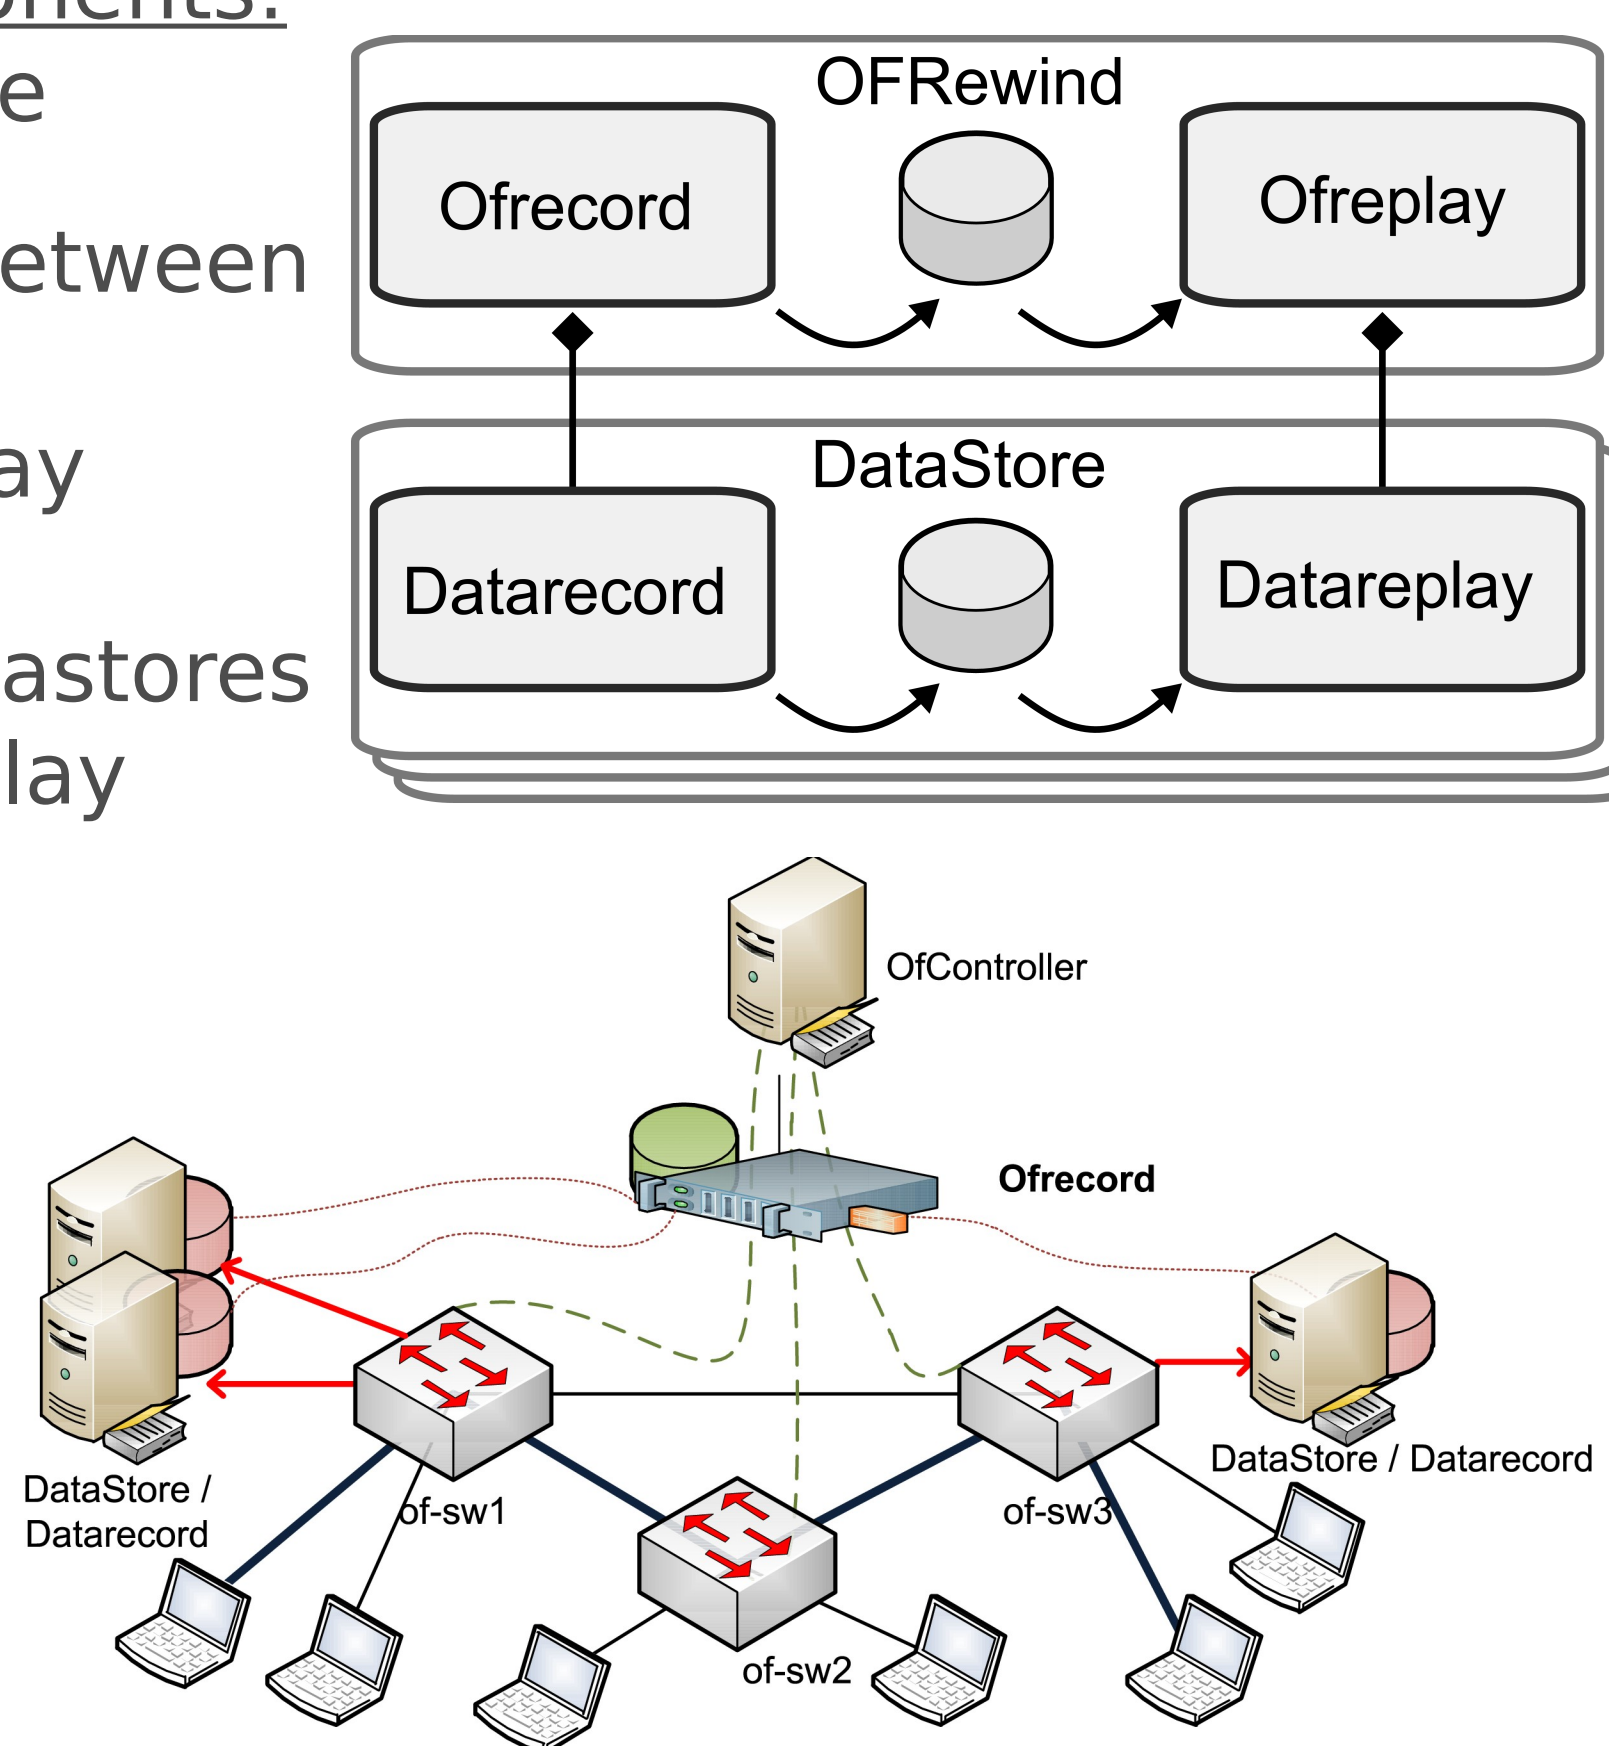 e
etween
ay
astores
lay
OFRewind
Ofrecord
Ofreplay
DataStore
Datarecord
Datareplay
OfController
Ofrecord
DataStore /
Datarecord
of-sw1
of-sw2
of-sw3
DataStore / Datarecord